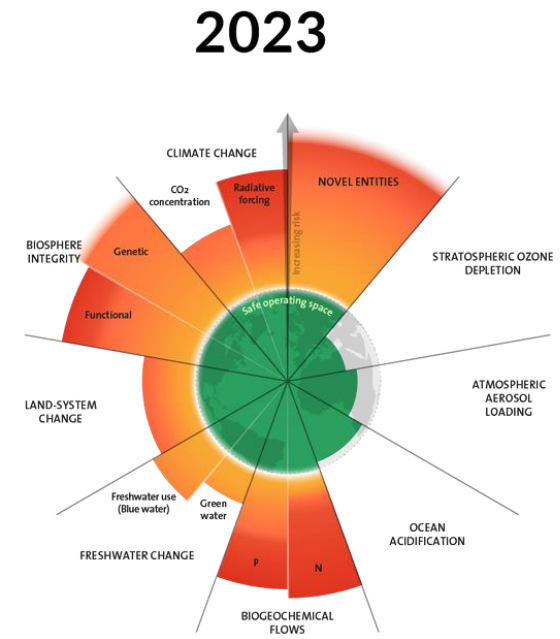 2023
CLIMATE CHANGE
CO2
concentration
Radiative
forcing
NOVEL ENTITIES
Increasing risk
STRATOSPHERIC OZONE
DEPLETION
BIOSPHERE
INTEGRITY
Genetic
Functional
Safe operating space
ATMOSPHERIC
AEROSOL
LOADING
LAND-SYSTEM
CHANGE
Freshwater use
(Blue water)
Green
water
OCEAN
ACIDIFICATION
FRESHWATER CHANGE
P
N
BIOGEOCHEMICAL
FLOWS